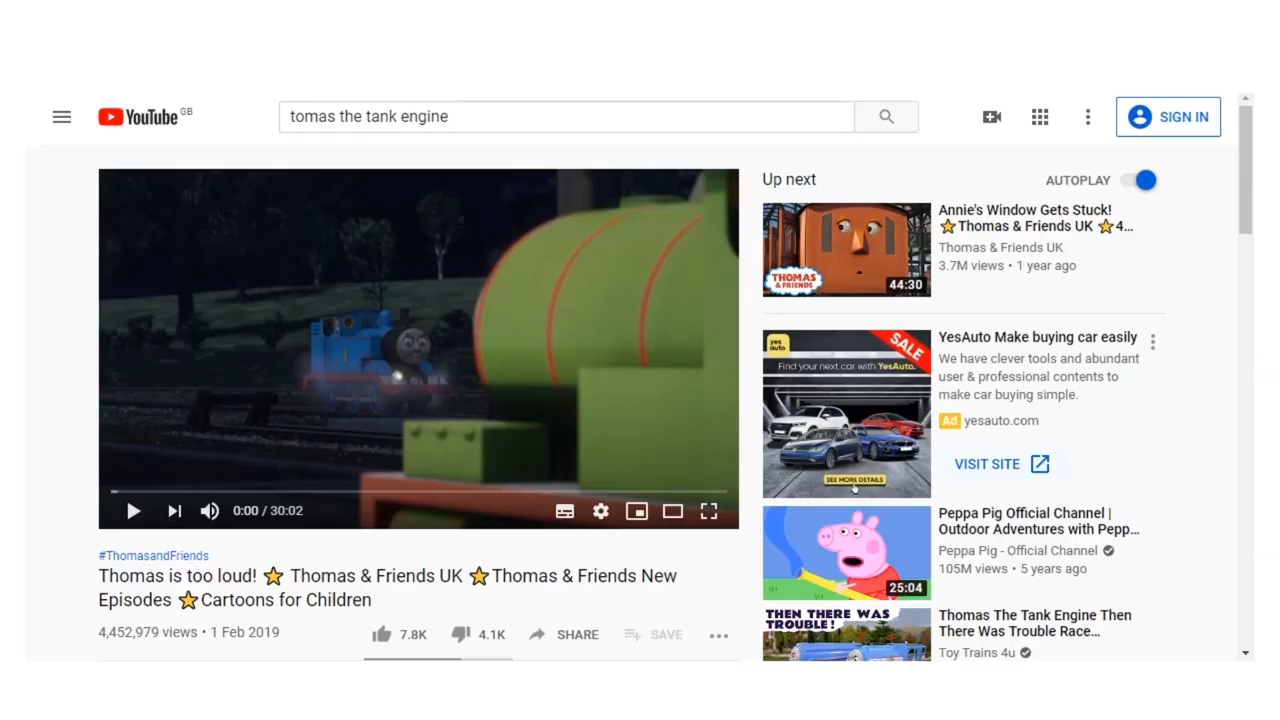 YouTube GB
tomas the tank engine
SIGN IN
0:00 / 30:02
#ThomasandFriends
Thomas is too loud! ⭐ Thomas & Friends UK ⭐Thomas & Friends New
Episodes ⭐Cartoons for Children
4,452,979 views • 1 Feb 2019
7.8K
4.1K
SHARE
SAVE
Up next
AUTOPLAY
THOMAS
& FRIENDS
44:30
Annie's Window Gets Stuck!
⭐Thomas & Friends UK ⭐4...
Thomas & Friends UK
3.7M views • 1 year ago
yes
auto
SALE
Find your next car with YesAuto.
SEE MORE DETAILS
YesAuto Make buying car easily
We have clever tools and abundant
user & professional contents to
make car buying simple.
Ad yesauto.com
VISIT SITE
25:04
Peppa Pig Official Channel |
Outdoor Adventures with Pepp...
Peppa Pig - Official Channel
105M views • 5 years ago
THEN THERE WAS
TROUBLE!
Thomas The Tank Engine Then
There Was Trouble Race...
Toy Trains 4u